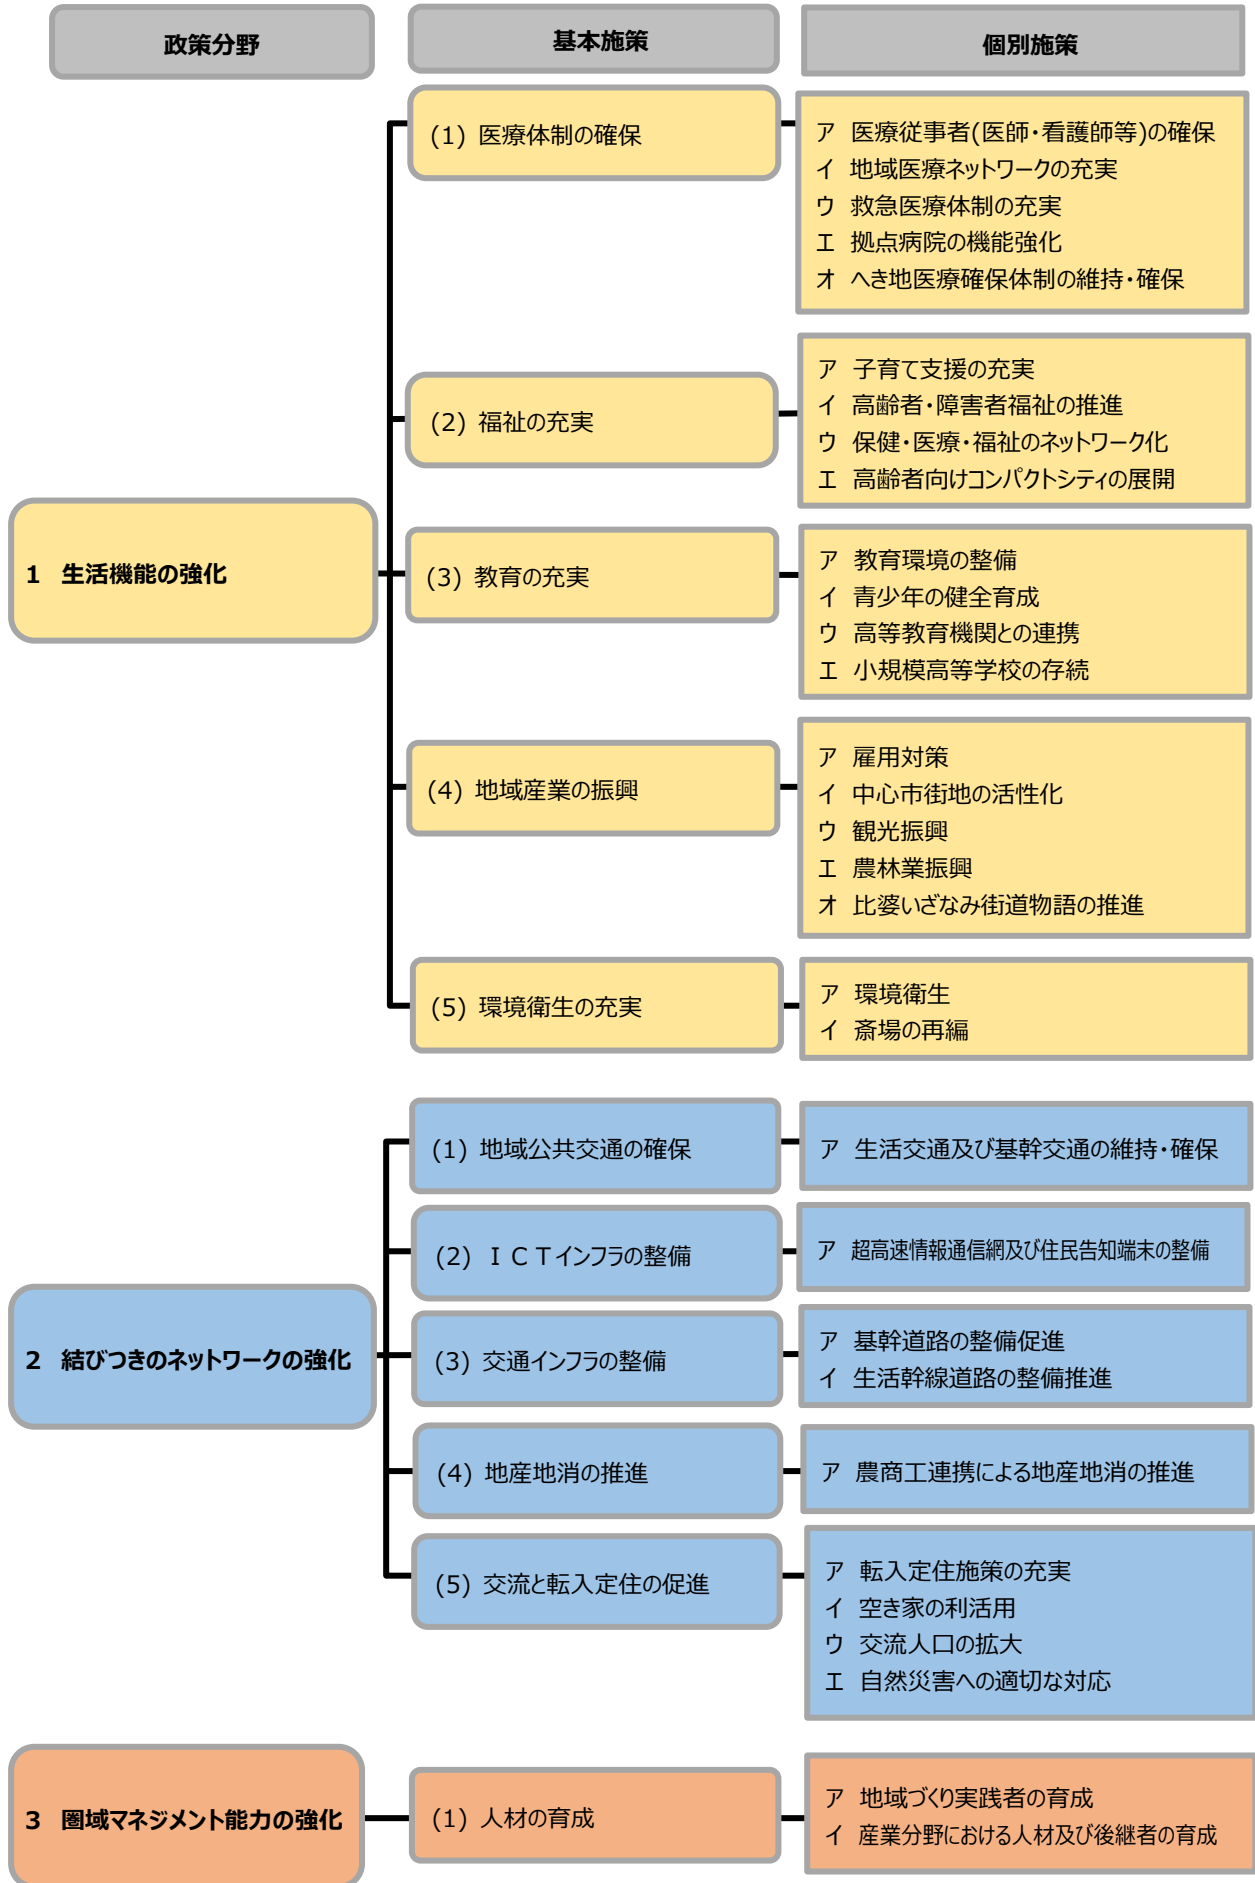 政策分野
基本施策
個別施策
1 生活機能の強化
(1) 医療体制の確保
ア 医療従事者(医師・看護師等)の確保
イ 地域医療ネットワークの充実
ウ 救急医療体制の充実
エ 拠点病院の機能強化
オ へき地医療確保体制の維持・確保
(2) 福祉の充実
ア 子育て支援の充実
イ 高齢者・障害者福祉の推進
ウ 保健・医療・福祉のネットワーク化
エ 高齢者向けコンパクトシティの展開
(3) 教育の充実
ア 教育環境の整備
イ 青少年の健全育成
ウ 高等教育機関との連携
エ 小規模高等学校の存続
(4) 地域産業の振興
ア 雇用対策
イ 中心市街地の活性化
ウ 観光振興
エ 農林業振興
オ 比婆いざなみ街道物語の推進
(5) 環境衛生の充実
ア 環境衛生
イ 斎場の再編
2 結びつきのネットワークの強化
(1) 地域公共交通の確保
ア 生活交通及び基幹交通の維持・確保
(2) ＩＣＴインフラの整備
ア 超高速情報通信網及び住民告知端末の整備
(3) 交通インフラの整備
ア 基幹道路の整備促進
イ 生活幹線道路の整備推進
(4) 地産地消の推進
ア 農商工連携による地産地消の推進
(5) 交流と転入定住の促進
ア 転入定住施策の充実
イ 空き家の利活用
ウ 交流人口の拡大
エ 自然災害への適切な対応
3 圏域マネジメント能力の強化
(1) 人材の育成
ア 地域づくり実践者の育成
イ 産業分野における人材及び後継者の育成